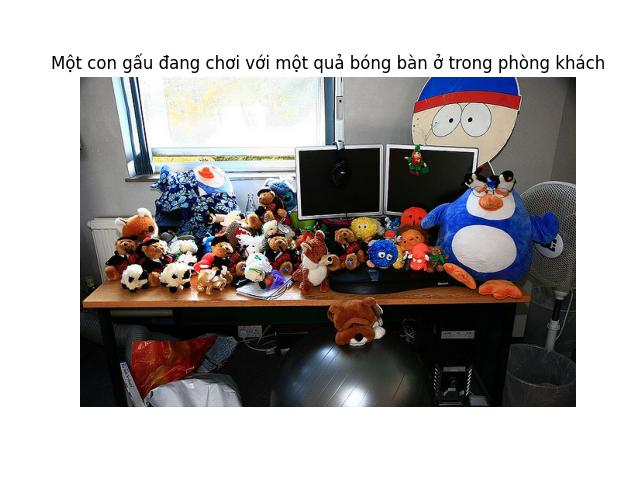 Một con gấu đang chơi với một quả bóng bàn ở trong phòng khách